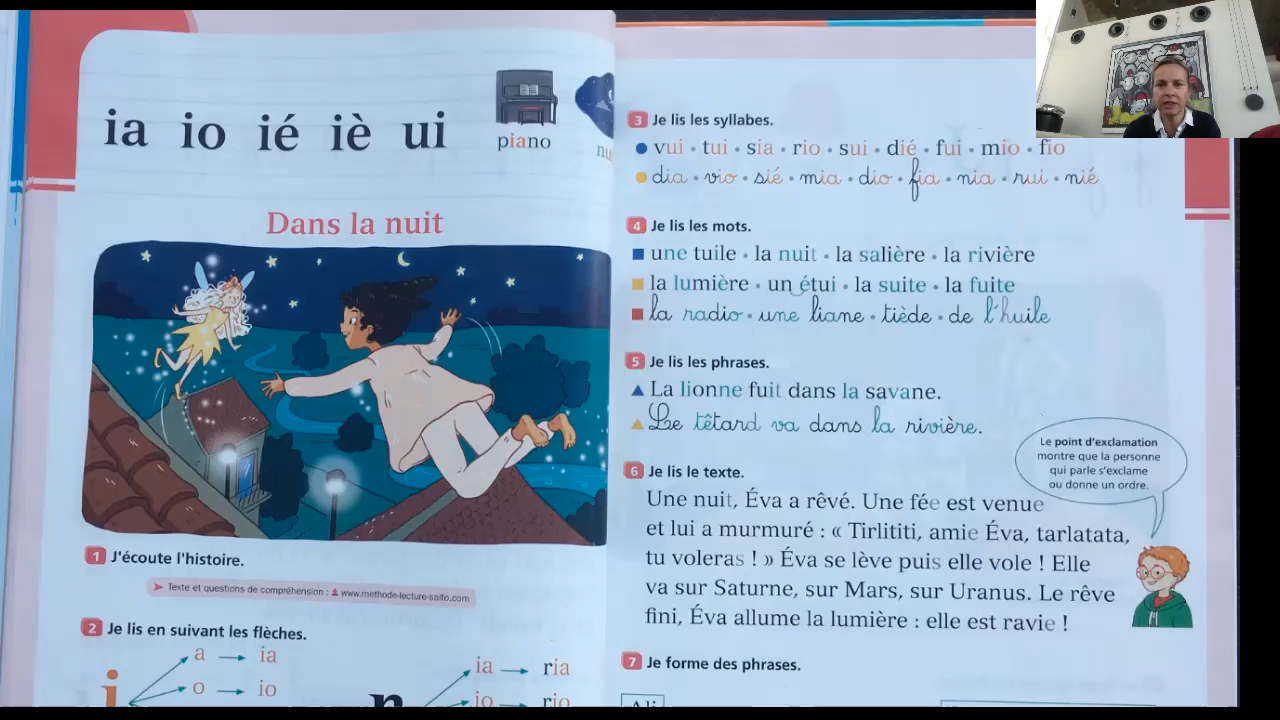 ia io ié iè ui
piano
Dans la nuit
1 J'écoute l'histoire.
➤ Texte et questions de compréhension : www.methode-lecture-salto.com
2 Je lis en suivant les flèches.
i
a → ia
o → io
ia → ria
io → rio
3 Je lis les syllabes.
vui • tui • sia • rio • sui • dié • fui • mio • fio
dia • vio • sié • mia • dio • fia • nia • rui • nié
4 Je lis les mots.
une tuile • la nuit • la salière • la rivière
la lumière • un étui • la suite • la fuite
la radio • une liane • tiède • de l'huile
5 Je lis les phrases.
La lionne fuit dans la savane.
Le têtard va dans la rivière.
Le point d'exclamation
montre que la personne
qui parle s'exclame
ou donne un ordre.
6 Je lis le texte.
Une nuit, Éva a rêvé. Une fée est venue
et lui a murmuré : « Tirlititi, amie Éva, tarlatata,
tu voleras ! » Éva se lève puis elle vole ! Elle
va sur Saturne, sur Mars, sur Uranus. Le rêve
fini, Éva allume la lumière : elle est ravie !
7 Je forme des phrases.